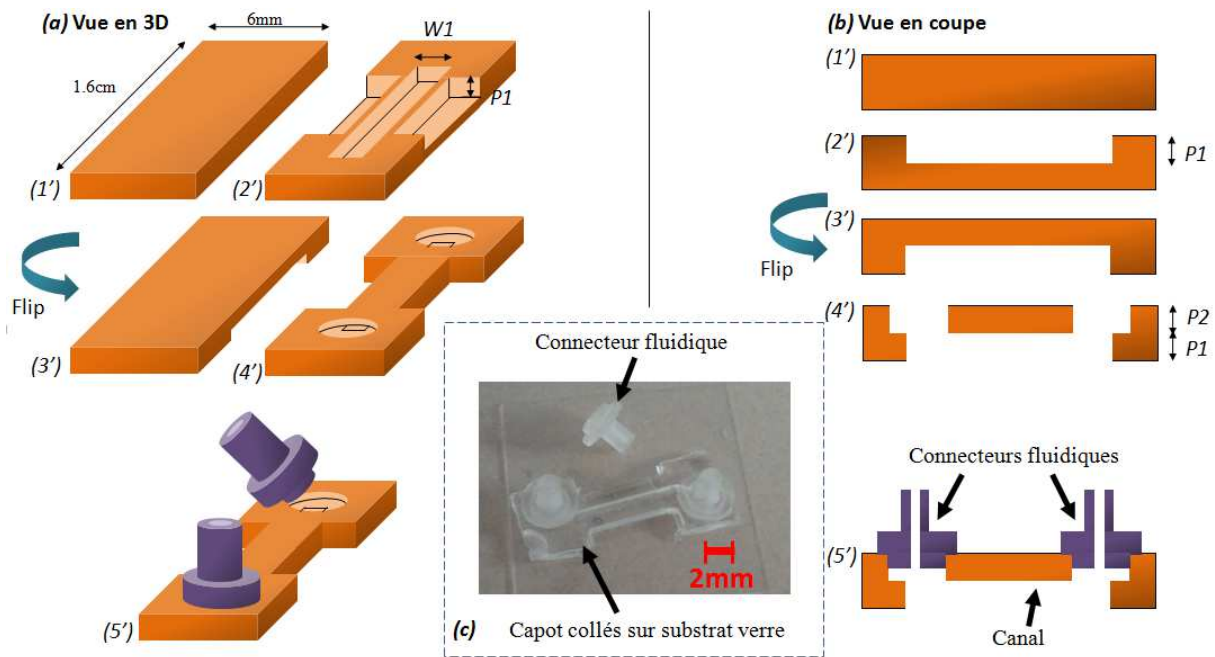 (a) Vue en 3D
6mm
W1
1.6cm
P1
(1')
(2')
Flip
(3')
(4')
(5')
(b) Vue en coupe
(1')
(2')
P1
(3')
Flip
(4')
P2
P1
Connecteurs fluidiques
(5')
Canal
Connecteur fluidique
2mm
(c)
Capot collés sur substrat verre